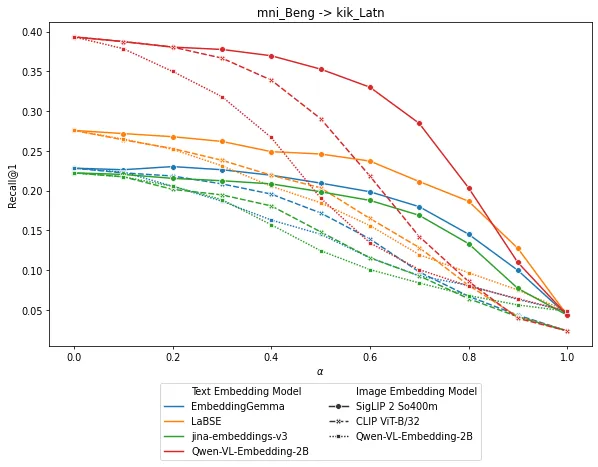 mni_Beng -> kik_Latn
Recall@1
0.40
0.35
0.30
0.25
0.20
0.15
0.10
0.05
0.0
0.2
0.4
0.6
0.8
1.0
α
Text Embedding Model
EmbeddingGemma
LaBSE
jina-embeddings-v3
Qwen-VL-Embedding-2B
Image Embedding Model
SigLIP 2 So400m
CLIP ViT-B/32
Qwen-VL-Embedding-2B